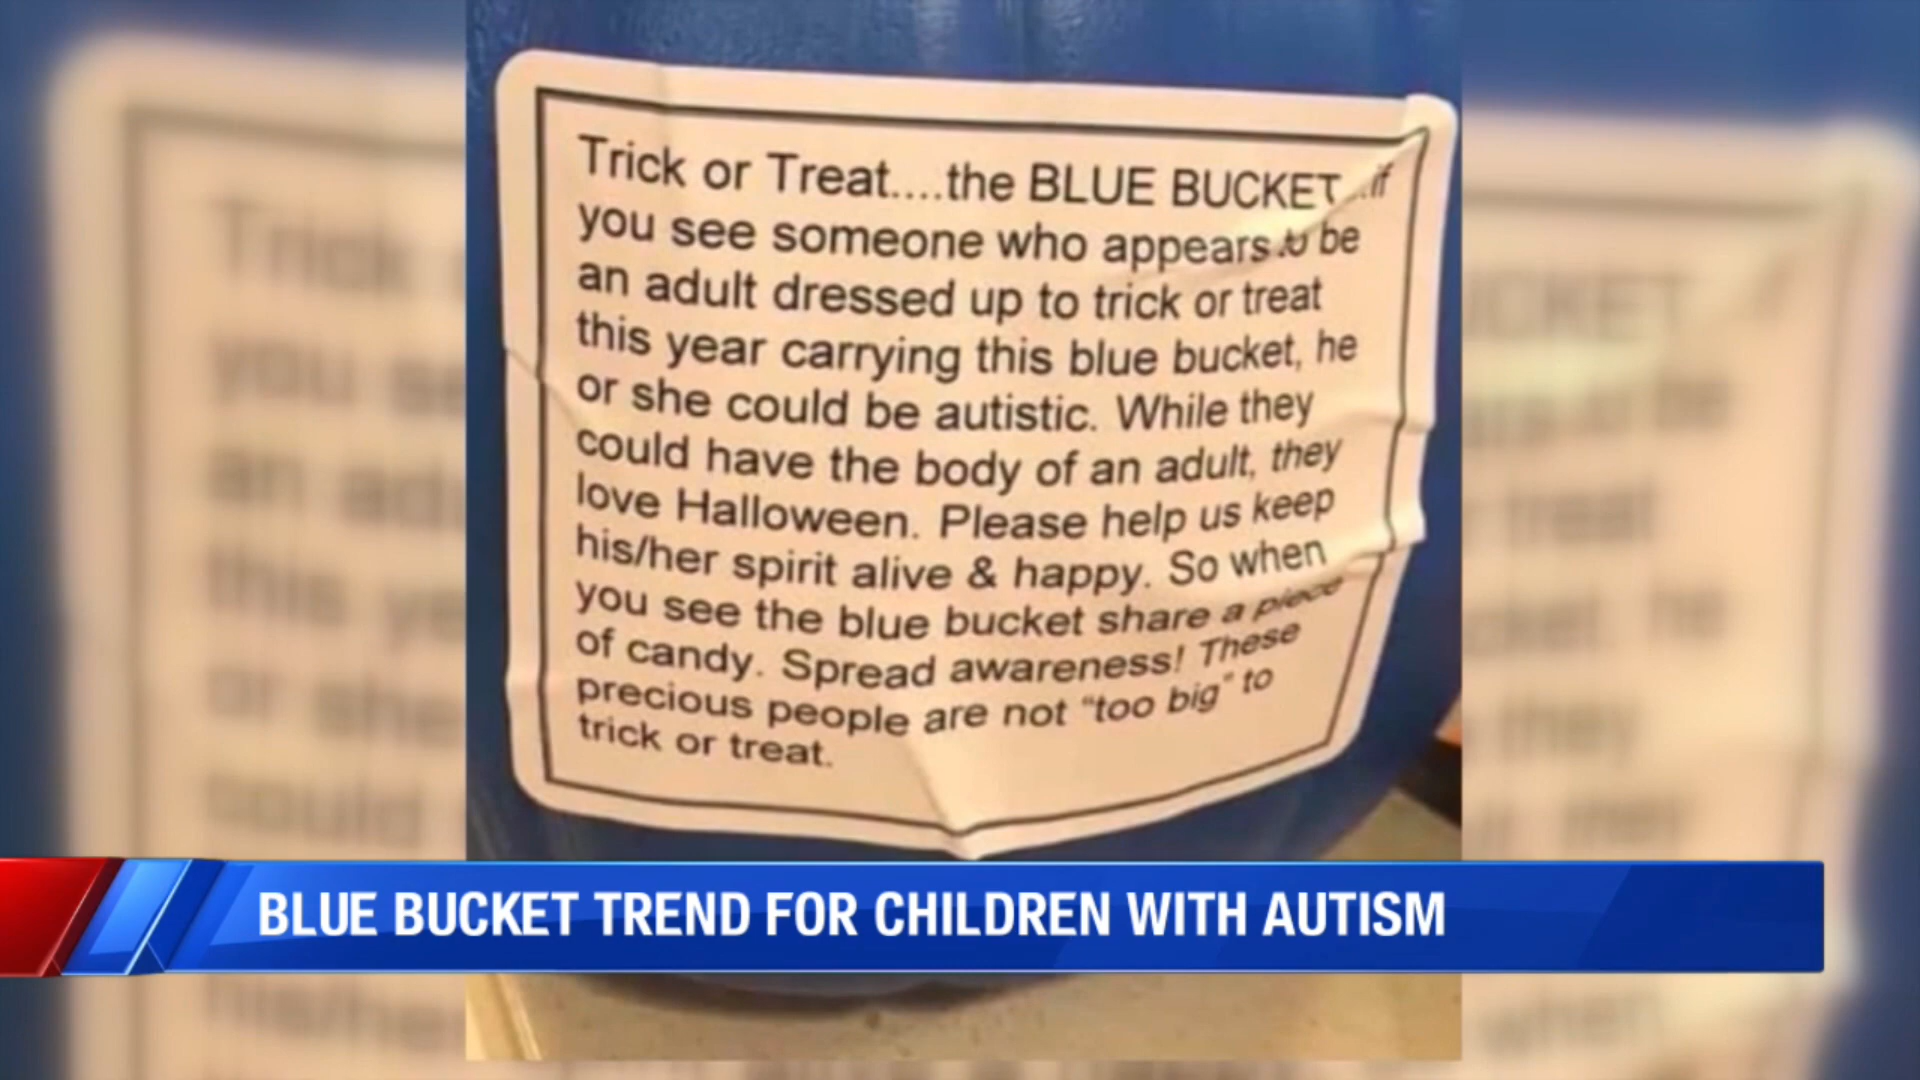 Trick or Treat....the BLUE BUCKET...if
you see someone who appears to be
an adult dressed up to trick or treat
this year carrying this blue bucket, he
or she could be autistic. While they
could have the body of an adult, they
love Halloween. Please help us keep
his/her spirit alive & happy. So when
you see the blue bucket share a piece
of candy. Spread awareness! These
precious people are not "too big" to
trick or treat.
BLUE BUCKET TREND FOR CHILDREN WITH AUTISM